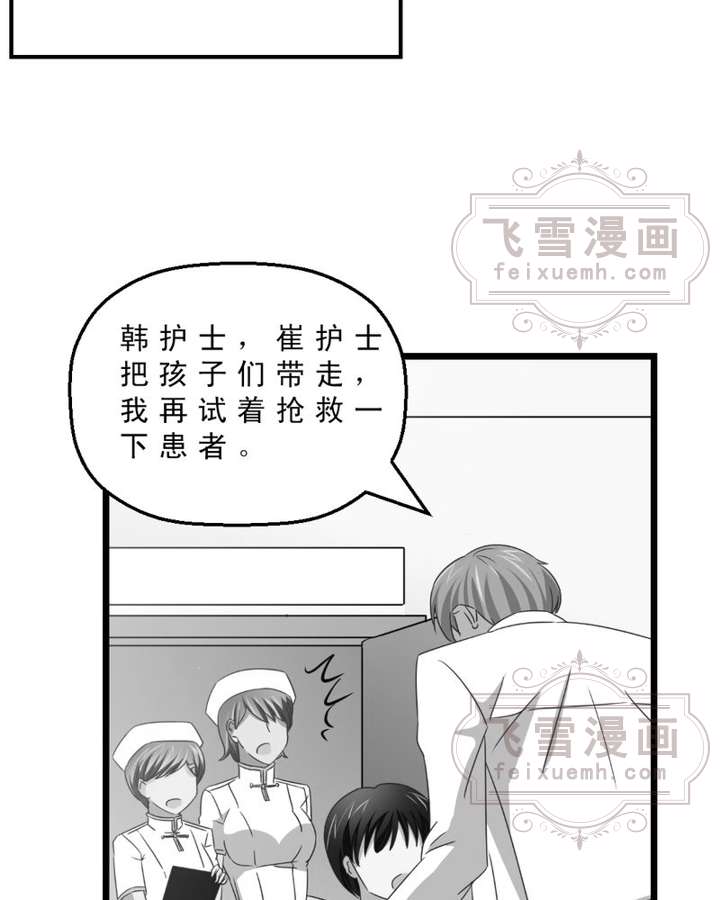 飞雪漫画
feixuemh.com
韩护士，崔护士
把孩子们带走，
我再试着抢救一
下患者。
飞雪漫画
feixuemh.com